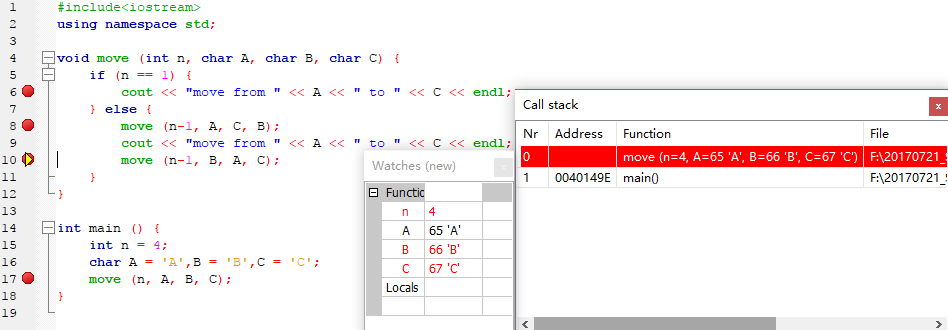 1 #include<iostream>
2 using namespace std;
3
4 void move (int n, char A, char B, char C) {
5 if (n == 1) {
6 cout << "move from " << A << " to " << C << endl;
7 } else {
8 move (n-1, A, C, B);
9 cout << "move from " << A << " to " << C << endl;
10 move (n-1, B, A, C);
11 }
12 }
13
14 int main () {
15 int n = 4;
16 char A = 'A',B = 'B',C = 'C';
17 move (n, A, B, C);
18 }
19
Watches (new)
Functic
n 4
A 65 'A'
B 66 'B'
C 67 'C'
Locals
Call stack
Nr Address Function File
0 move (n=4, A=65 'A', B=66 'B', C=67 'C') F:\20170721_
1 0040149E main() F:\20170721_